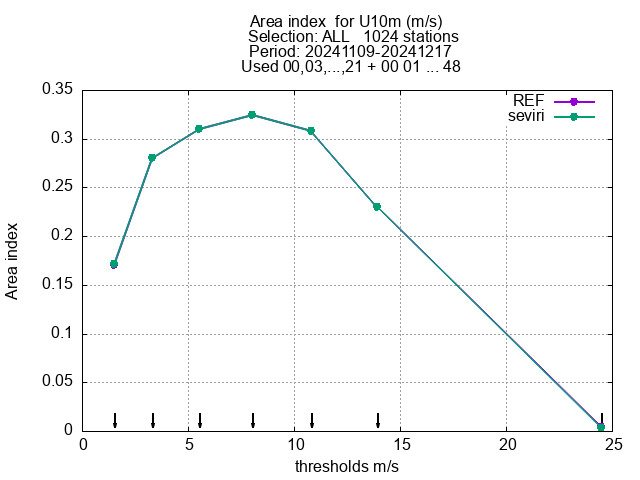 Area index  for U10m (m/s)
Selection: ALL   1024 stations
Period: 20241109-20241217
Used 00,03,...,21 + 00 01 ... 48
REF
seviri
0.35
0.3
0.25
0.2
0.15
0.1
0.05
0
Area index
0 5 10 15 20 25
thresholds m/s